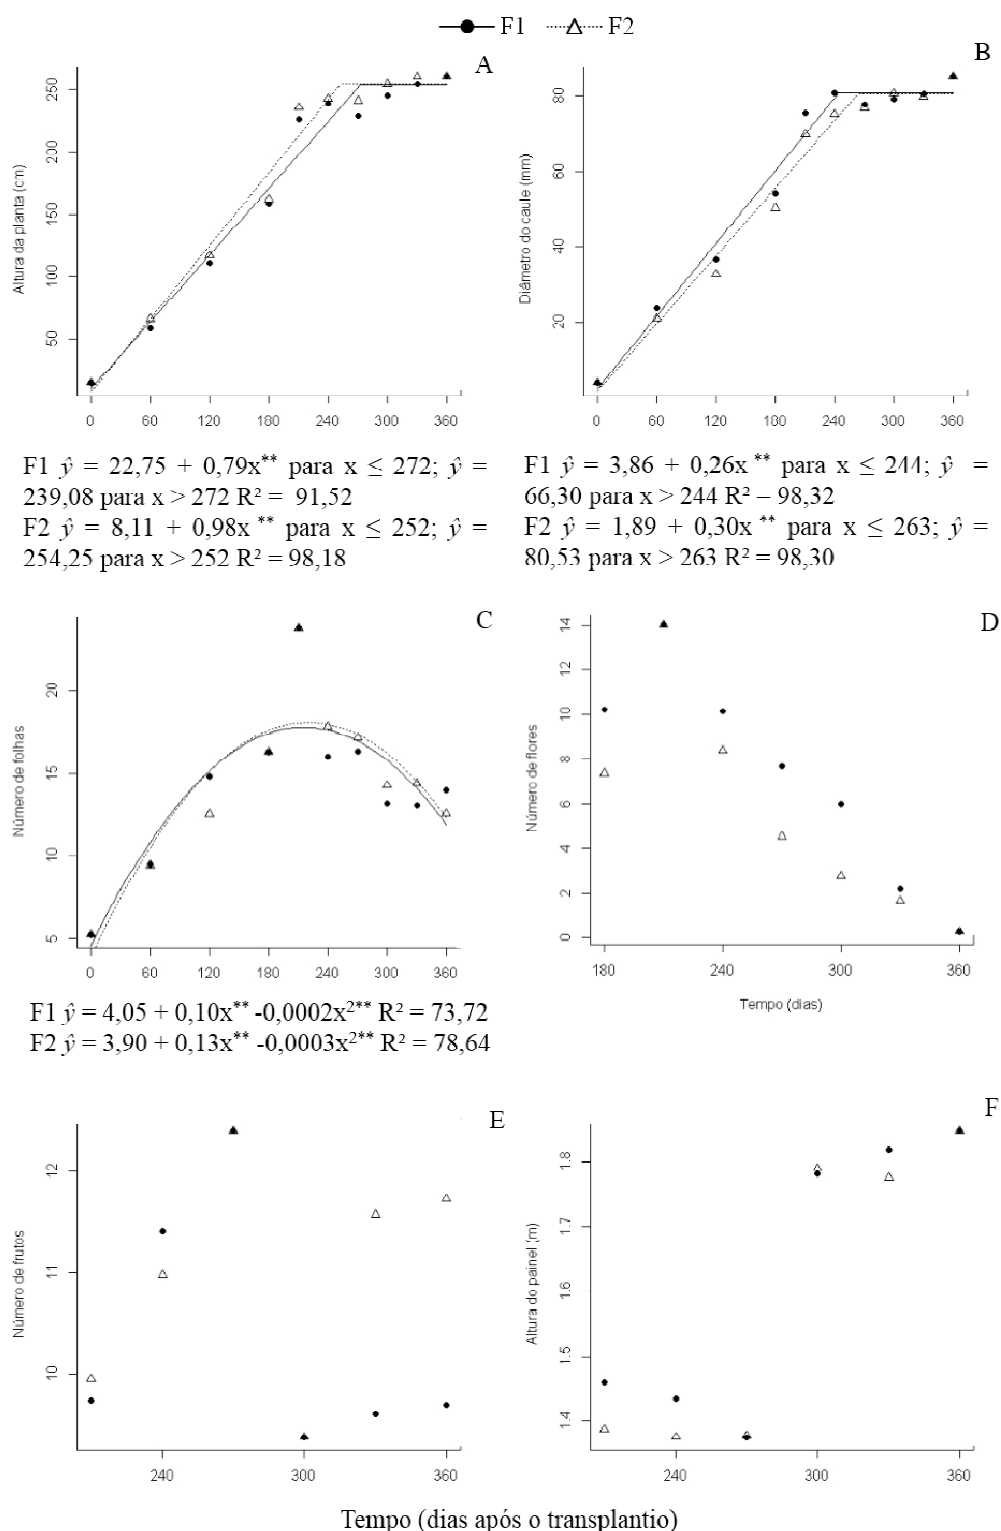 F1 F2
A
250
200
150
100
50
Altura da planta (cm)
0 60 120 180 240 300 360
F1 ŷ = 22,75 + 0,79x** para x ≤ 272; ŷ =
239,08 para x > 272 R² = 91,52
F2 ŷ = 8,11 + 0,98x ** para x ≤ 252; ŷ =
254,25 para x > 252 R² = 98,18
B
80
60
40
20
Diâmetro do caule (mm)
0 60 120 180 240 300 360
F1 ŷ = 3,86 + 0,26x ** para x ≤ 244; ŷ =
66,30 para x > 244 R² – 98,32
F2 ŷ = 1,89 + 0,30x ** para x ≤ 263; ŷ =
80,53 para x > 263 R² = 98,30
C
20
15
10
5
Número de folhas
0 60 120 180 240 300 360
F1 ŷ = 4,05 + 0,10x** -0,0002x²** R² = 73,72
F2 ŷ = 3,90 + 0,13x** -0,0003x²** R² = 78,64
D
14
12
10
8
6
4
2
0
Número de flores
180 240 300 360
Tempo (dias)
E
12
11
10
Número de frutos
240 300 360
F
1.8
1.7
1.6
1.5
1.4
Altura do painel (m)
240 300 360
Tempo (dias após o transplantio)